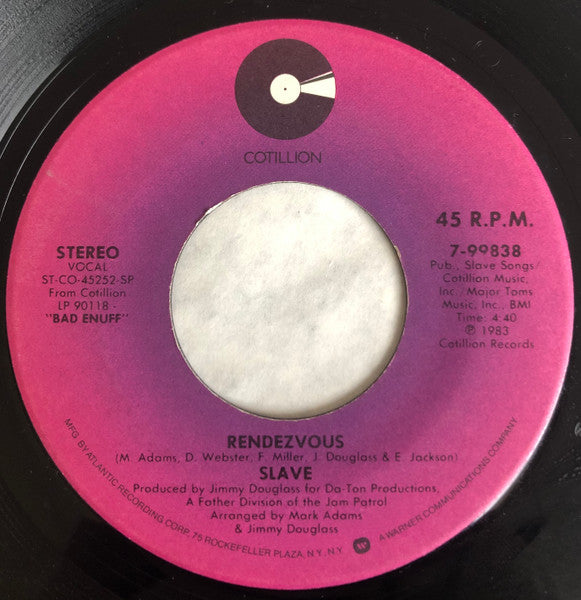 COTILLION
45 R.P.M.
STEREO
VOCAL
ST-CO-45252-SP
From Cotillion
LP 90118 -
"BAD ENUFF"
7-99838
Pub., Slave Songs/
Cotillion Music,
Inc./Major Toms
Music, Inc., BMI
Time: 4:40
℗ 1983
Cotillion Records
RENDEZVOUS
(M. Adams, D. Webster, F. Miller, J. Douglass & E. Jackson)
SLAVE
Produced by Jimmy Douglass for Da-Ton Productions,
A Father Division of the Jam Patrol
Arranged by Mark Adams
& Jimmy Douglass
MFG. BY ATLANTIC RECORDING CORP. 75 ROCKEFELLER PLAZA, N.Y. N.Y. A WARNER COMMUNICATIONS COMPANY